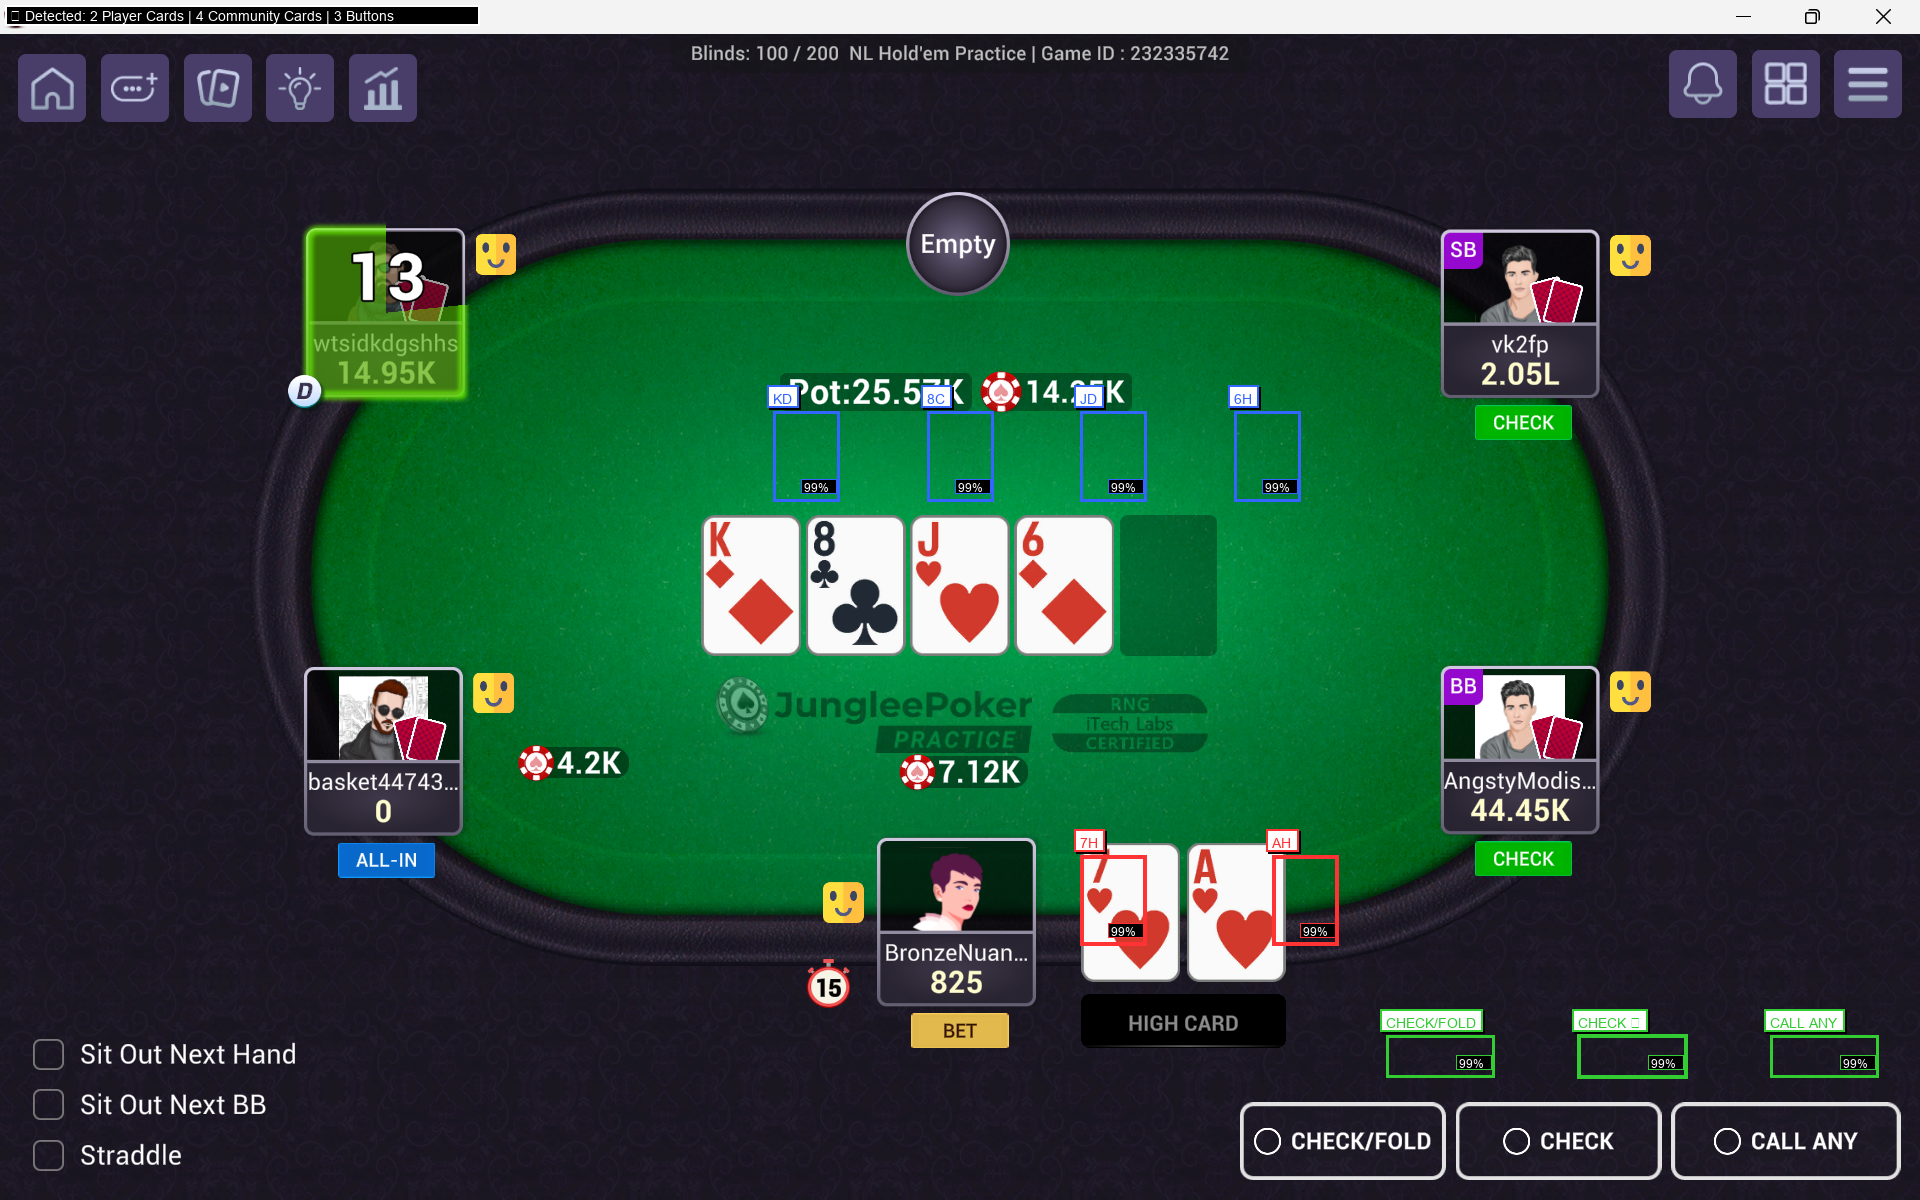 Detected: 2 Player Cards | 4 Community Cards | 3 Buttons
Blinds: 100 / 200 NL Hold'em Practice | Game ID : 232335742
Empty
13
wtsidkdgshhs
14.95K
D
SB
vk2fp
2.05L
CHECK
Pot:25.57K
KD
8C
JD
6H
99%
99%
99%
99%
K
8
J
6
JungleePoker
PRACTICE
RNG
iTech Labs
CERTIFIED
basket44743...
0
ALL-IN
4.2K
7.12K
BB
AngstyModis...
44.45K
CHECK
7H
AH
7
A
99%
99%
BronzeNuan...
825
15
BET
HIGH CARD
CHECK/FOLD
CHECK
CALL ANY
99%
99%
99%
Sit Out Next Hand
Sit Out Next BB
Straddle
CHECK/FOLD
CHECK
CALL ANY